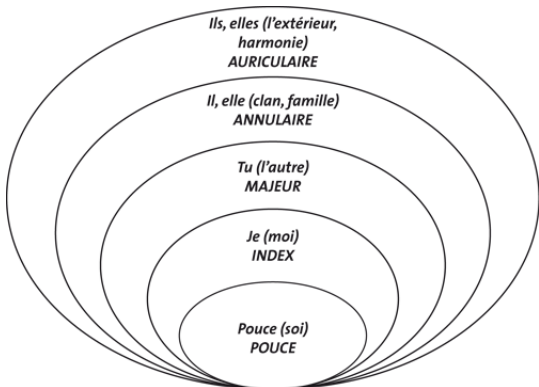 Ils, elles (l'extérieur,
harmonie)
AURICULAIRE
Il, elle (clan, famille)
ANNULAIRE
Tu (l'autre)
MAJEUR
Je (moi)
INDEX
Pouce (soi)
POUCE